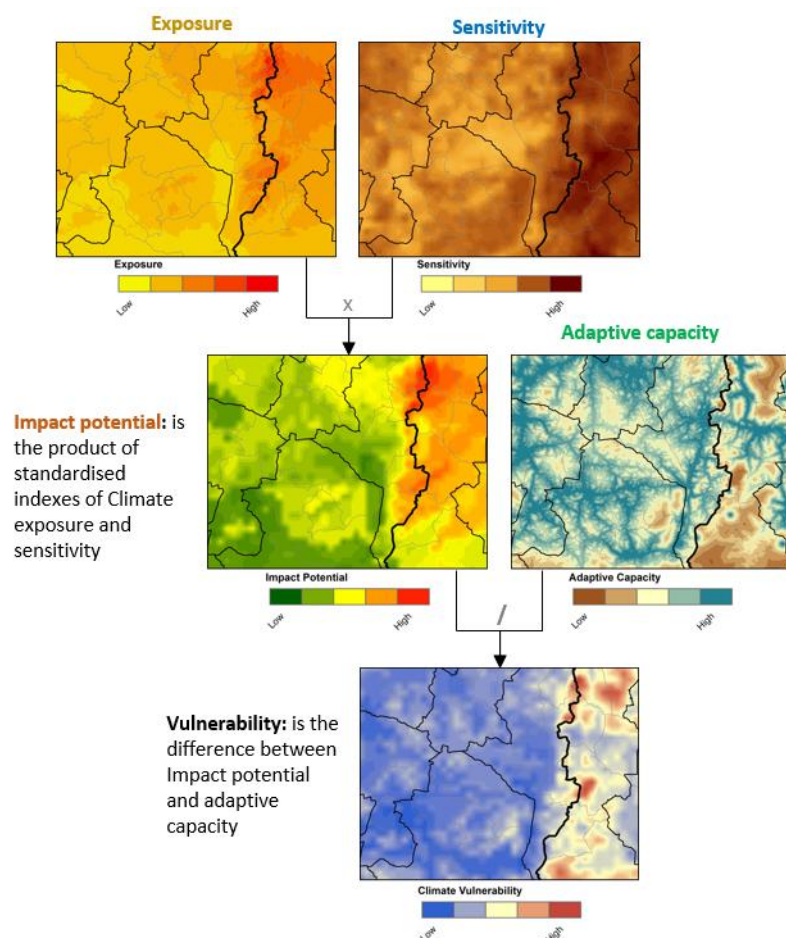 Exposure
Sensitivity
Exposure
Low
High
Sensitivity
Low
High
x
Adaptive capacity
Impact potential: is
the product of
standardised
indexes of Climate
exposure and
sensitivity
Impact Potential
Low
High
Adaptive Capacity
Low
High
/
Vulnerability: is the
difference between
Impact potential
and adaptive
capacity
Climate Vulnerability
Low
High